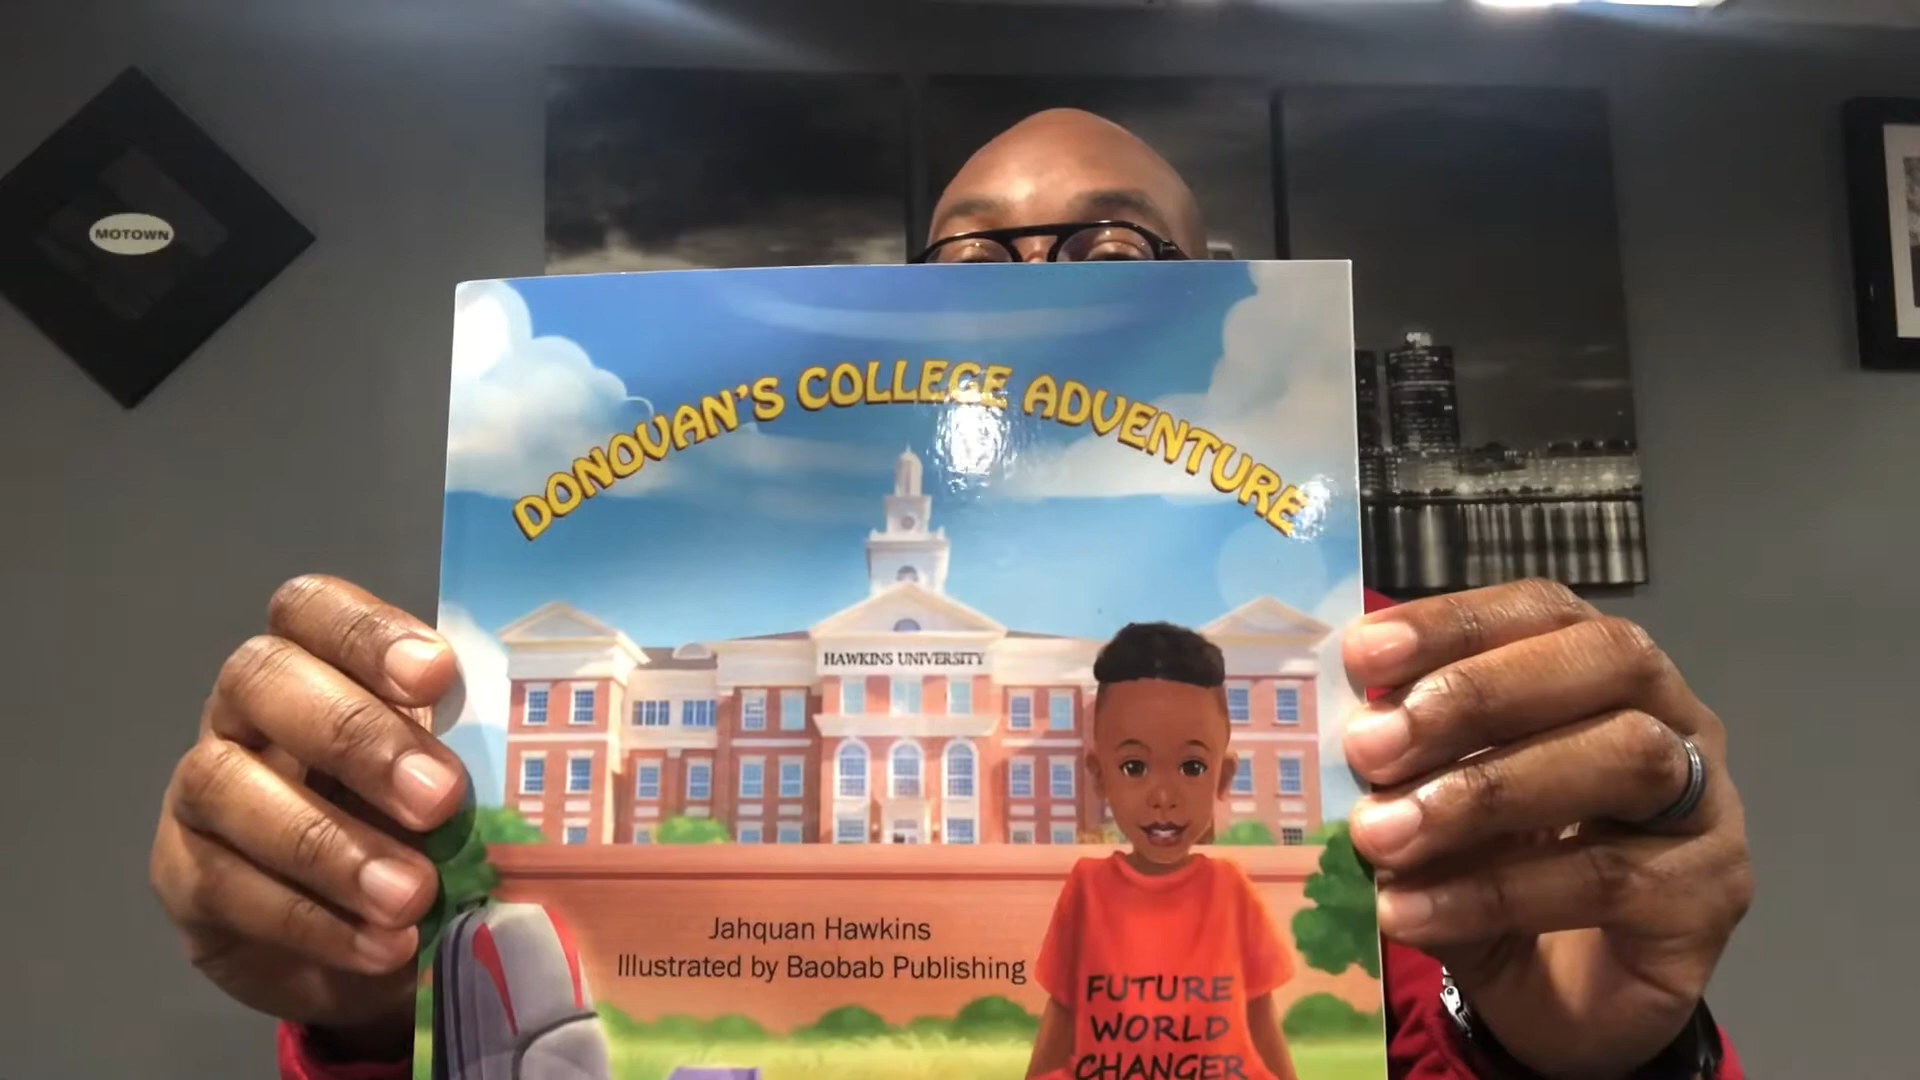 MOTOWN
DONOVAN'S COLLEGE ADVENTURE
HAWKINS UNIVERSITY
Jahquan Hawkins
Illustrated by Baobab Publishing
FUTURE
WORLD
CHANGER